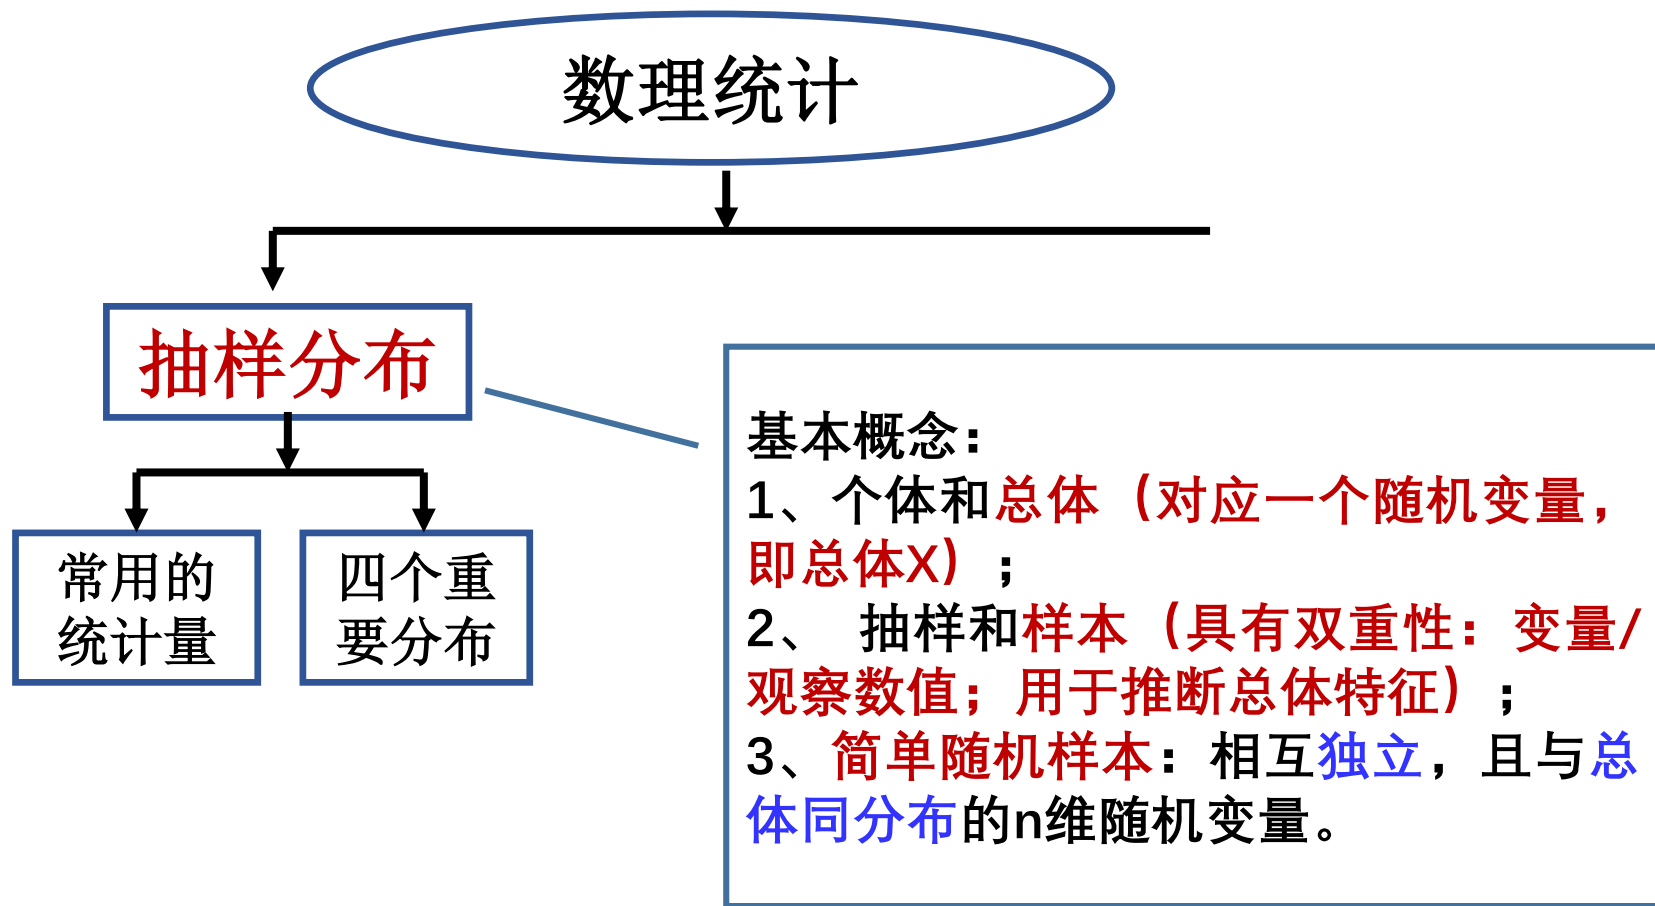 数理统计
抽样分布
常用的
统计量
四个重
要分布
基本概念：
1、个体和总体（对应一个随机变量，
即总体X）；
2、 抽样和样本（具有双重性：变量/
观察数值；用于推断总体特征）；
3、简单随机样本：相互独立，且与总
体同分布的n维随机变量。